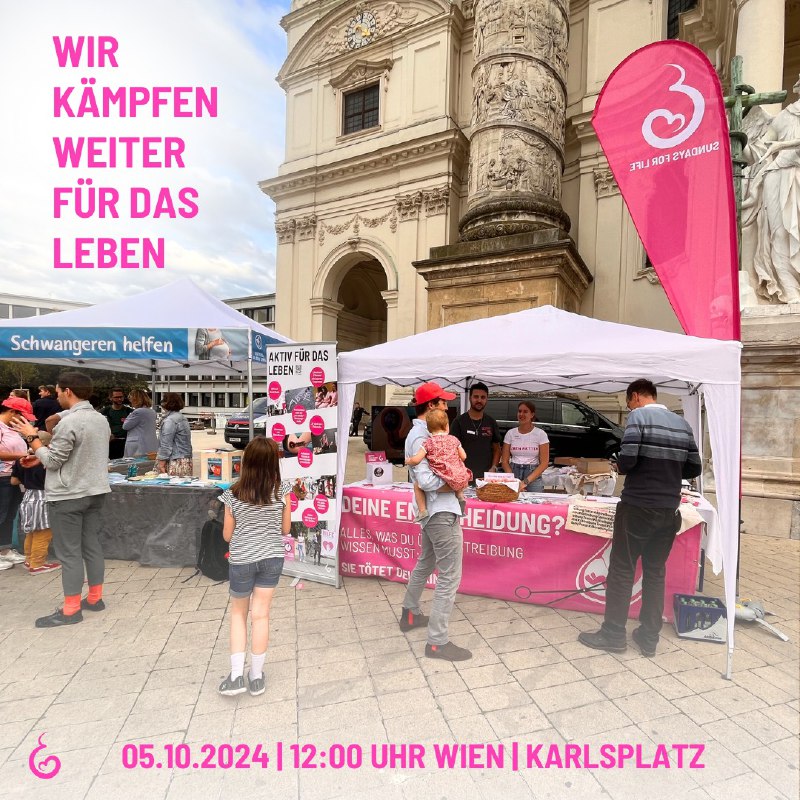 WIR
KÄMPFEN
WEITER
FÜR DAS
LEBEN
SUNDAYS FOR LIFE
Schwangeren helfen
AKTIV FÜR DAS
LEBEN
DEINE EN SCHEIDUNG?
ALLES, WAS DU
WISSEN MUSST TREIBUNG
SIE TÖTET
05.10.2024 | 12:00 UHR WIEN | KARLSPLATZ